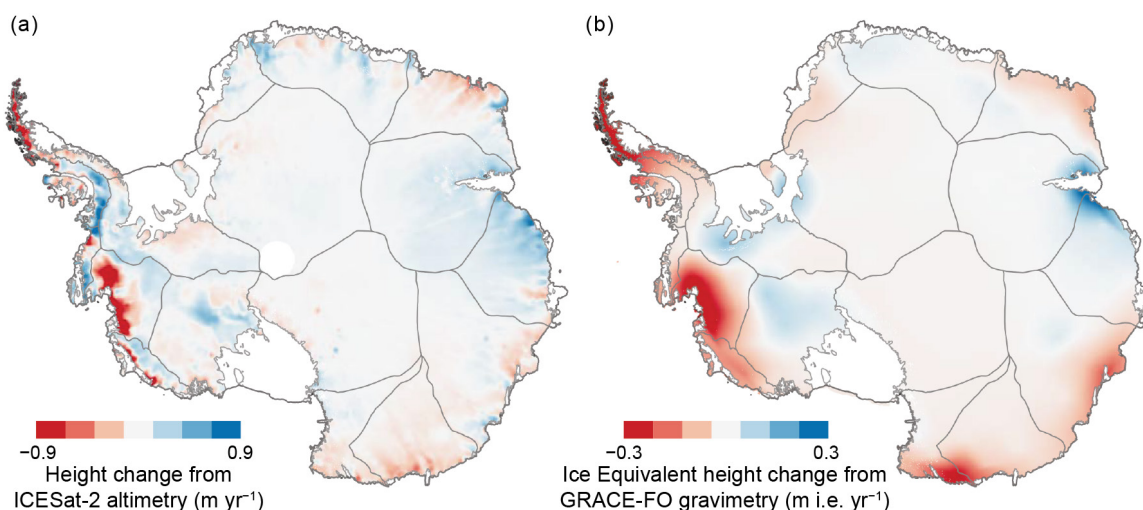 (a)
(b)
−0.9 0.9
Height change from
ICESat-2 altimetry (m yr⁻¹)
−0.3 0.3
Ice Equivalent height change from
GRACE-FO gravimetry (m i.e. yr⁻¹)